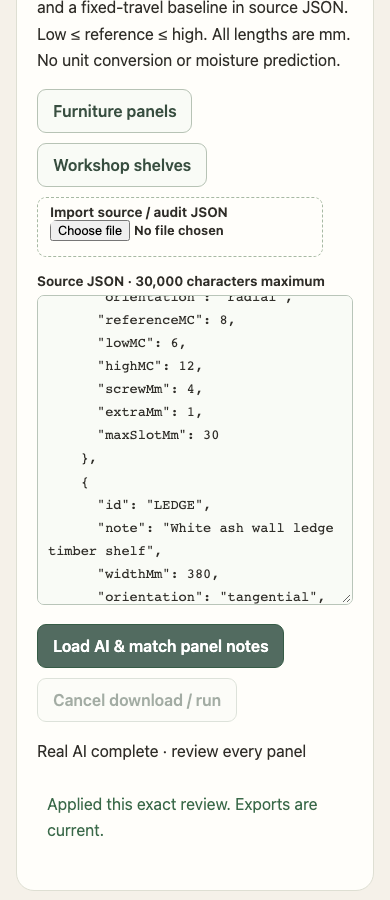 and a fixed-travel baseline in source JSON.
Low ≤ reference ≤ high. All lengths are mm.
No unit conversion or moisture prediction.
Furniture panels
Workshop shelves
Import source / audit JSON
Choose file No file chosen
Source JSON · 30,000 characters maximum
"orientation": "radial",
"referenceMC": 8,
"lowMC": 6,
"highMC": 12,
"screwMm": 4,
"extraMm": 1,
"maxSlotMm": 30
},
{
"id": "LEDGE",
"note": "White ash wall ledge
timber shelf",
"widthMm": 380,
"orientation": "tangential",
Load AI & match panel notes
Cancel download / run
Real AI complete · review every panel
Applied this exact review. Exports are
current.